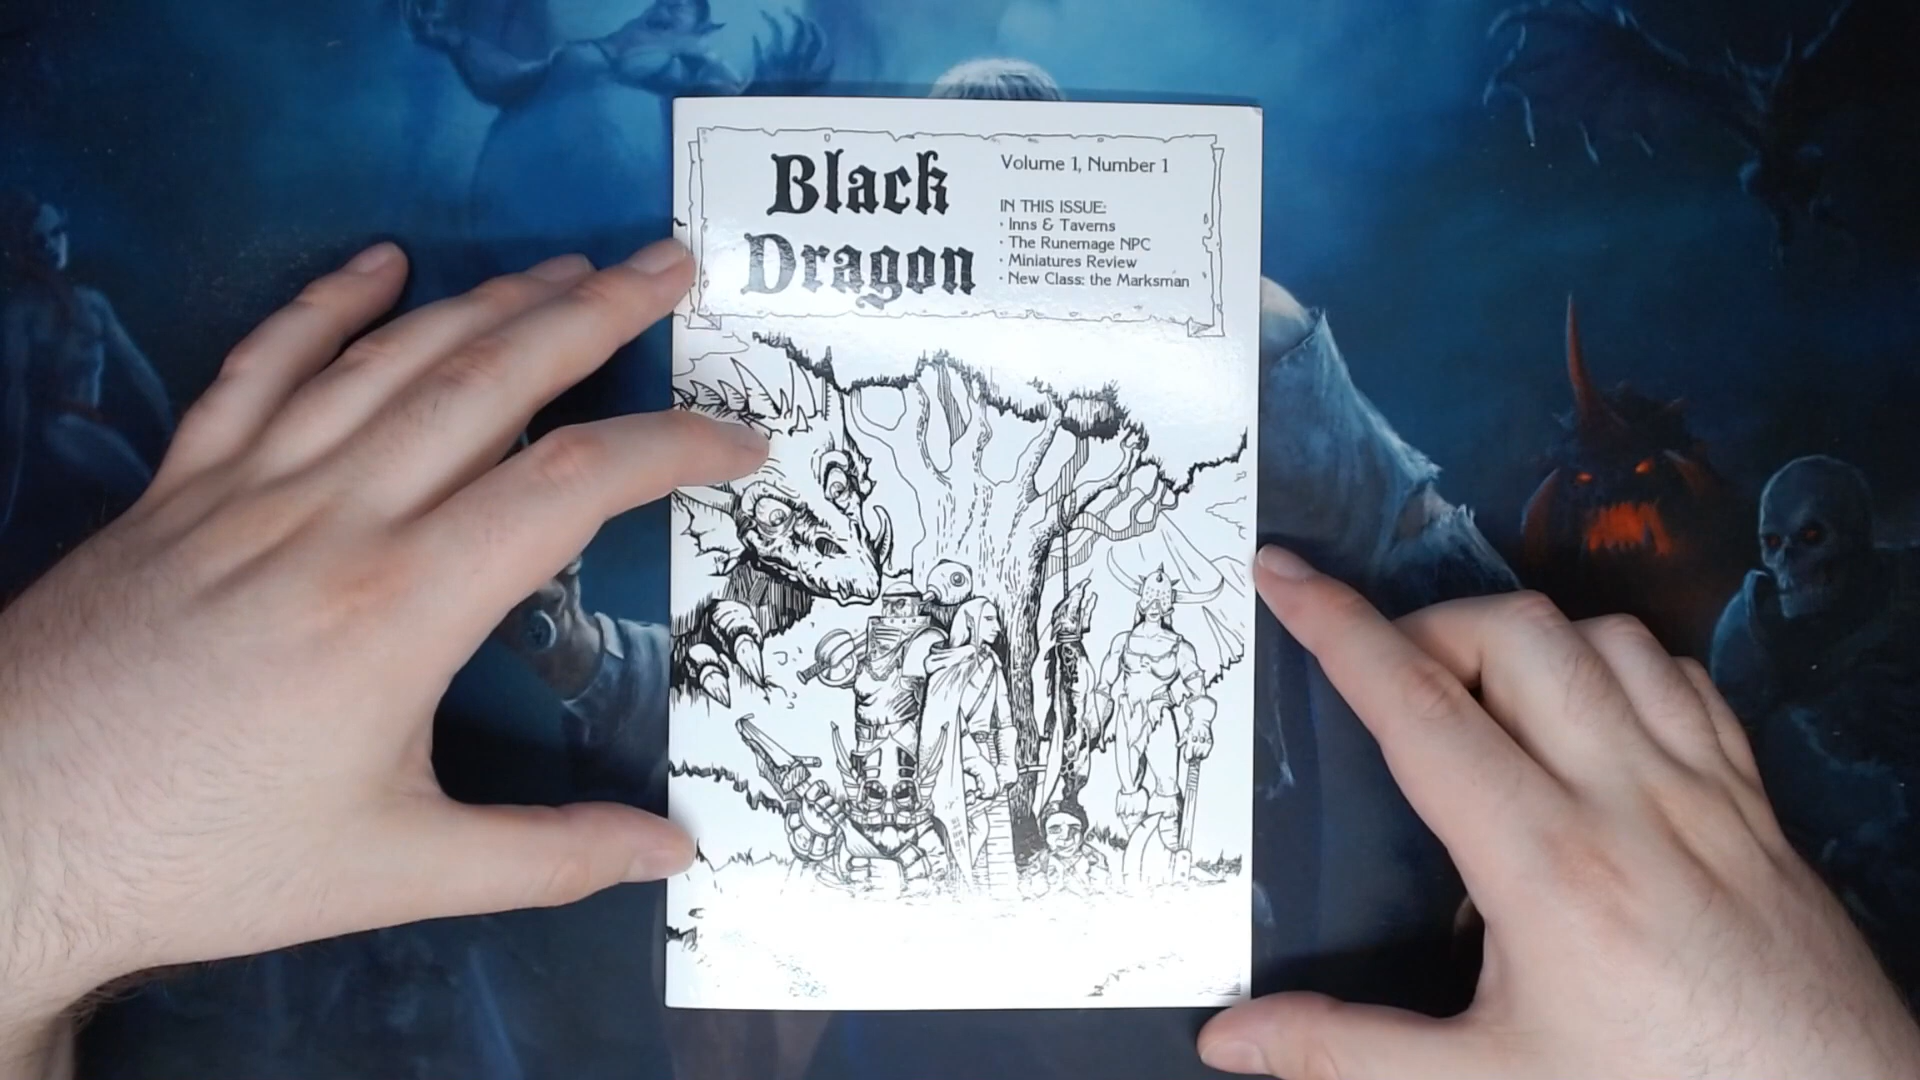 Black
Dragon
Volume 1, Number 1
IN THIS ISSUE:
• Inns & Taverns
• The Runemage NPC
• Miniatures Review
• New Class: the Marksman